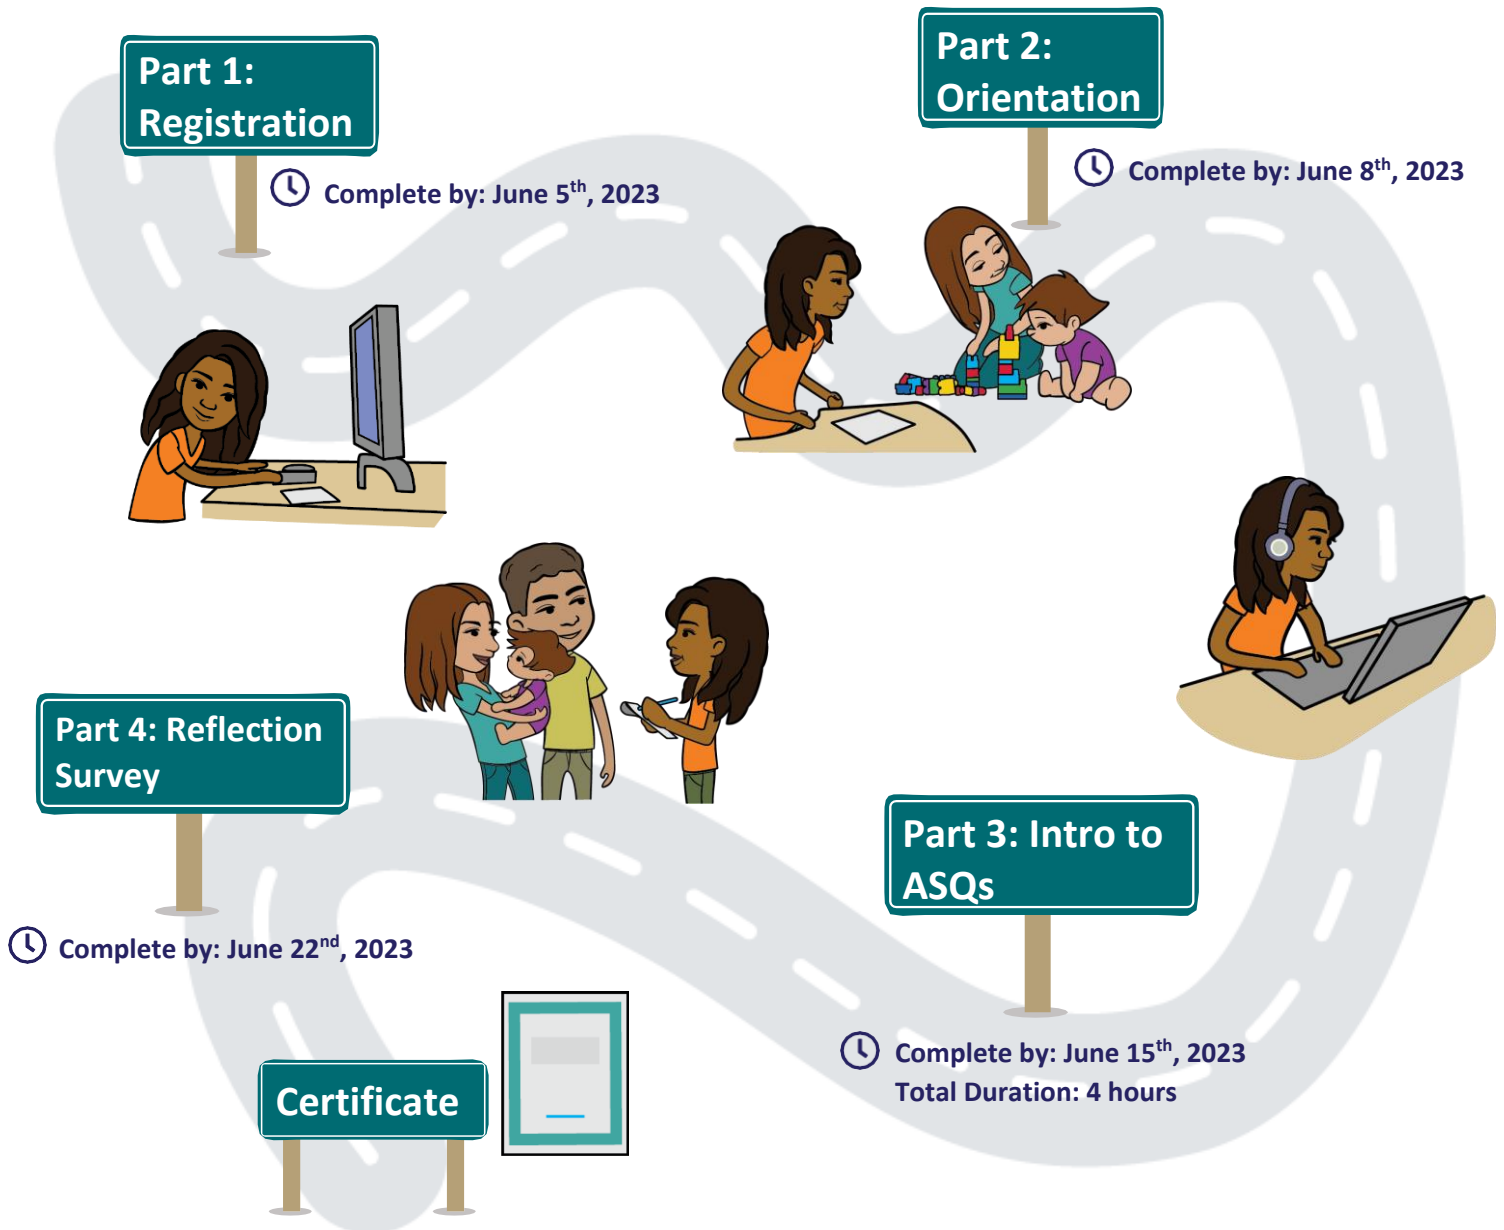 Part 1:
Registration
Complete by: June 5th, 2023
Part 2:
Orientation
Complete by: June 8th, 2023
Part 3: Intro to
ASQs
Complete by: June 15th, 2023
Total Duration: 4 hours
Part 4: Reflection
Survey
Complete by: June 22nd, 2023
Certificate